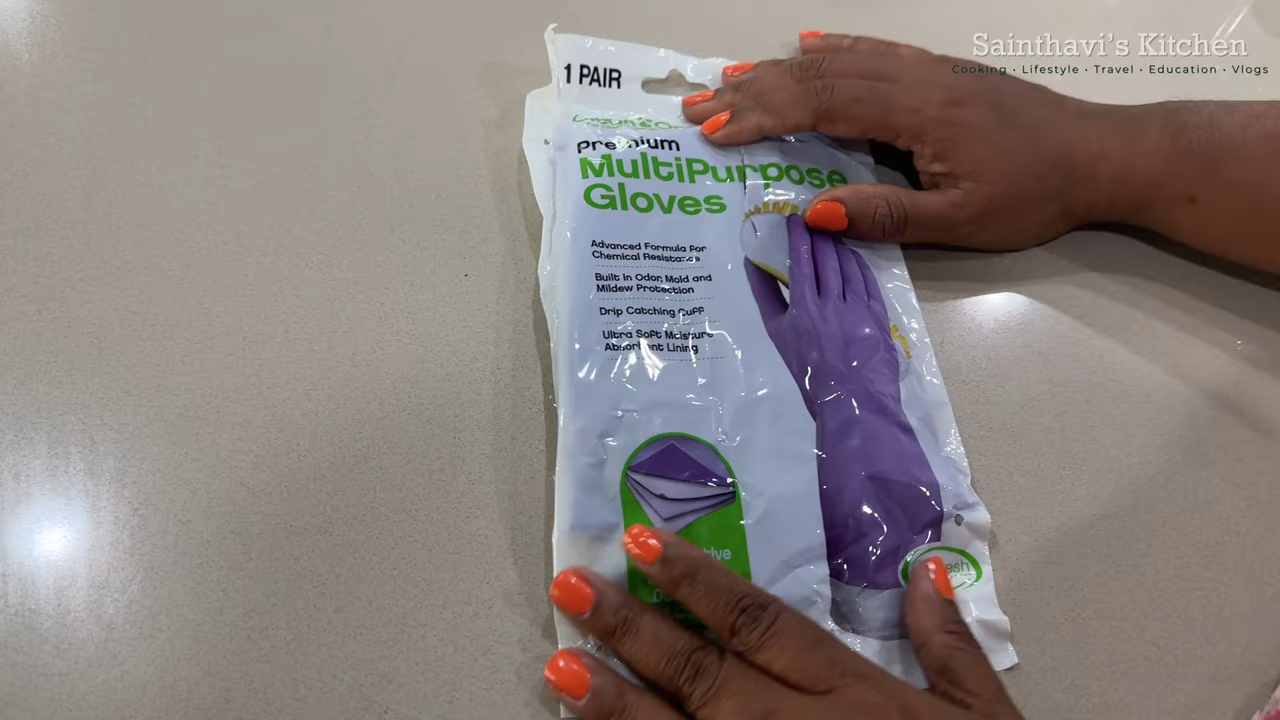 Sainthavi's Kitchen
Cooking · Lifestyle · Travel · Education · Vlogs
1 PAIR
premium
MultiPurpose
Gloves
Advanced Formula for
Chemical Resistance
Built In Odor, Mold and
Mildew Protection
Drip Catching Cuff
Ultra Soft Moisture
Absorbent Lining